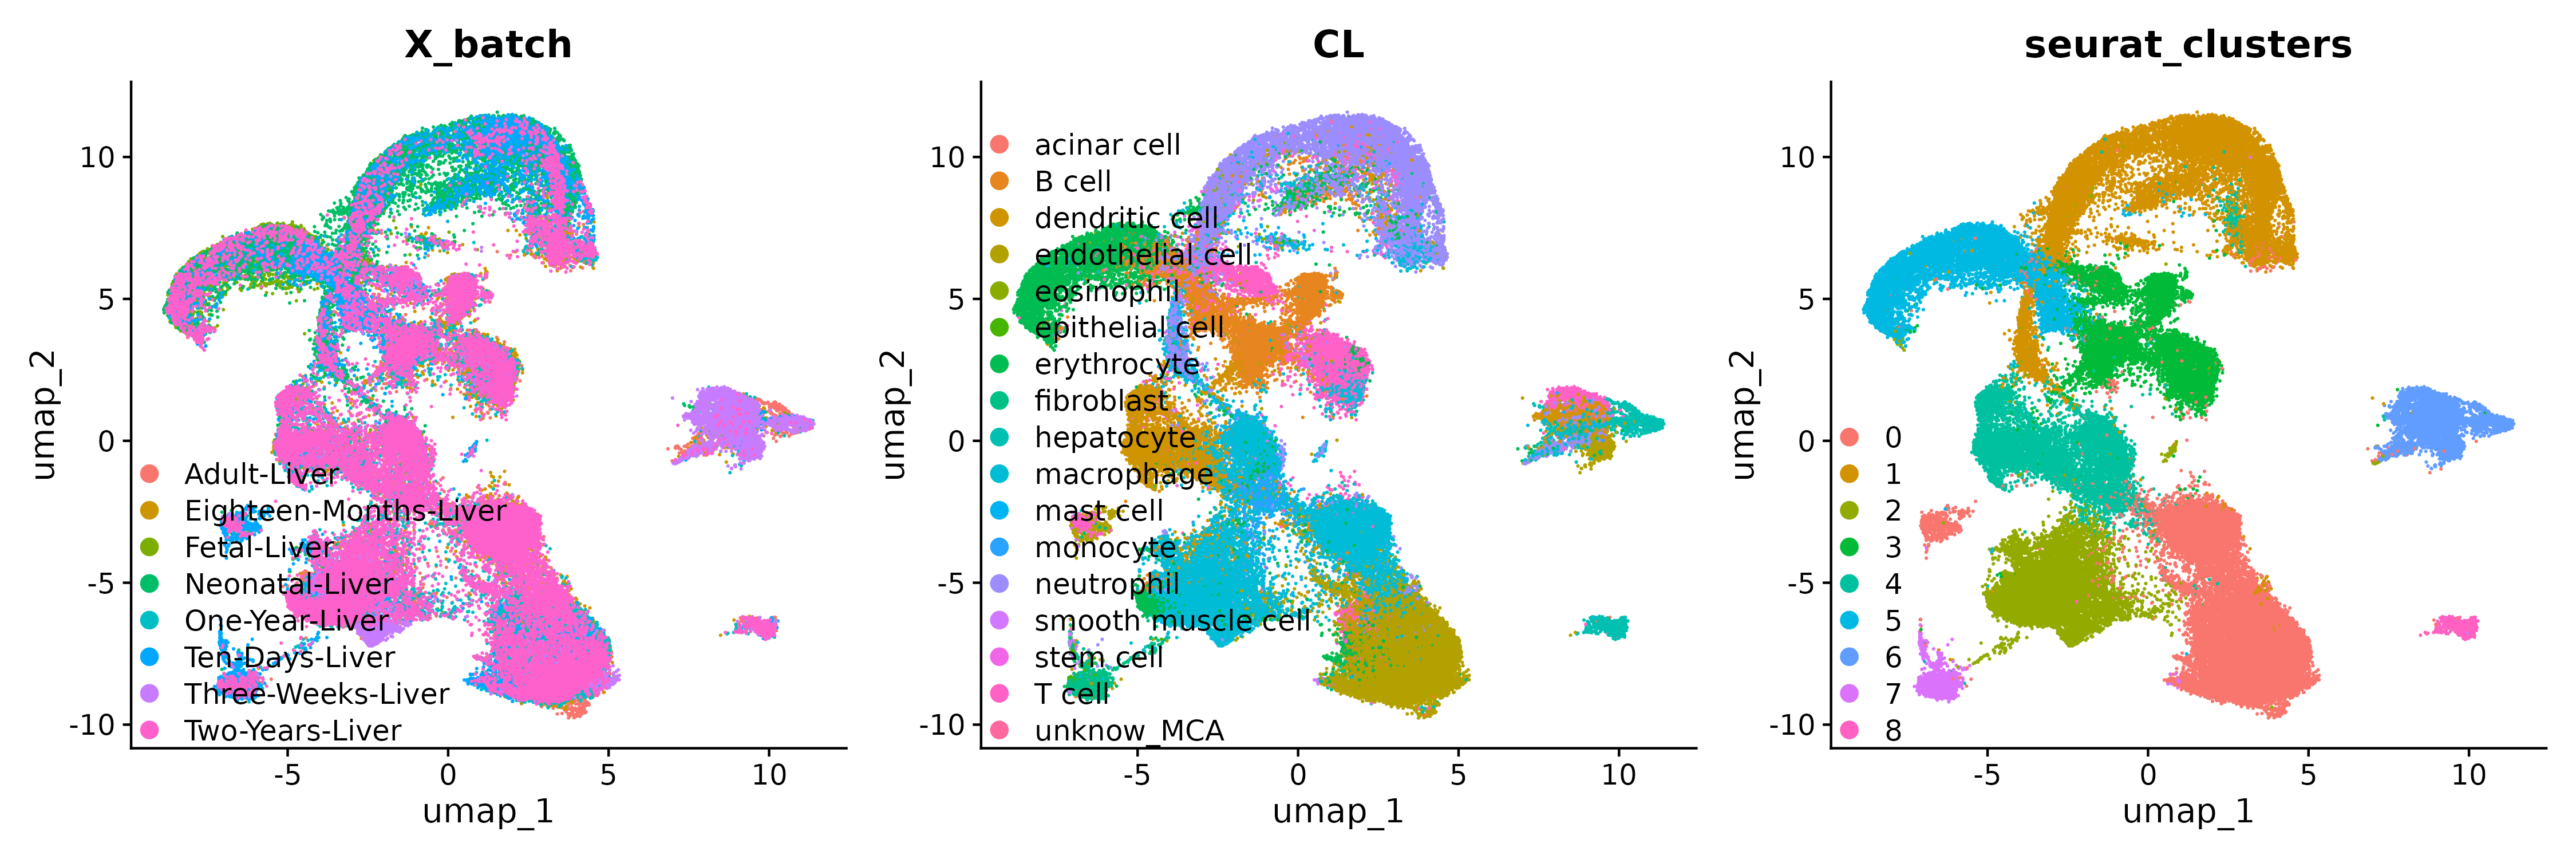 X_batch
umap_2
10
5
0
-5
-10
Adult-Liver
Eighteen-Months-Liver
Fetal-Liver
Neonatal-Liver
One-Year-Liver
Ten-Days-Liver
Three-Weeks-Liver
Two-Years-Liver
-5
0
5
10
umap_1
CL
umap_2
10
5
0
-5
-10
acinar cell
B cell
dendritic cell
endothelial cell
eosinophil
epithelial cell
erythrocyte
fibroblast
hepatocyte
macrophage
mast cell
monocyte
neutrophil
smooth muscle cell
stem cell
T cell
unknow_MCA
-5
0
5
10
umap_1
seurat_clusters
umap_2
10
5
0
-5
-10
0
1
2
3
4
5
6
7
8
-5
0
5
10
umap_1